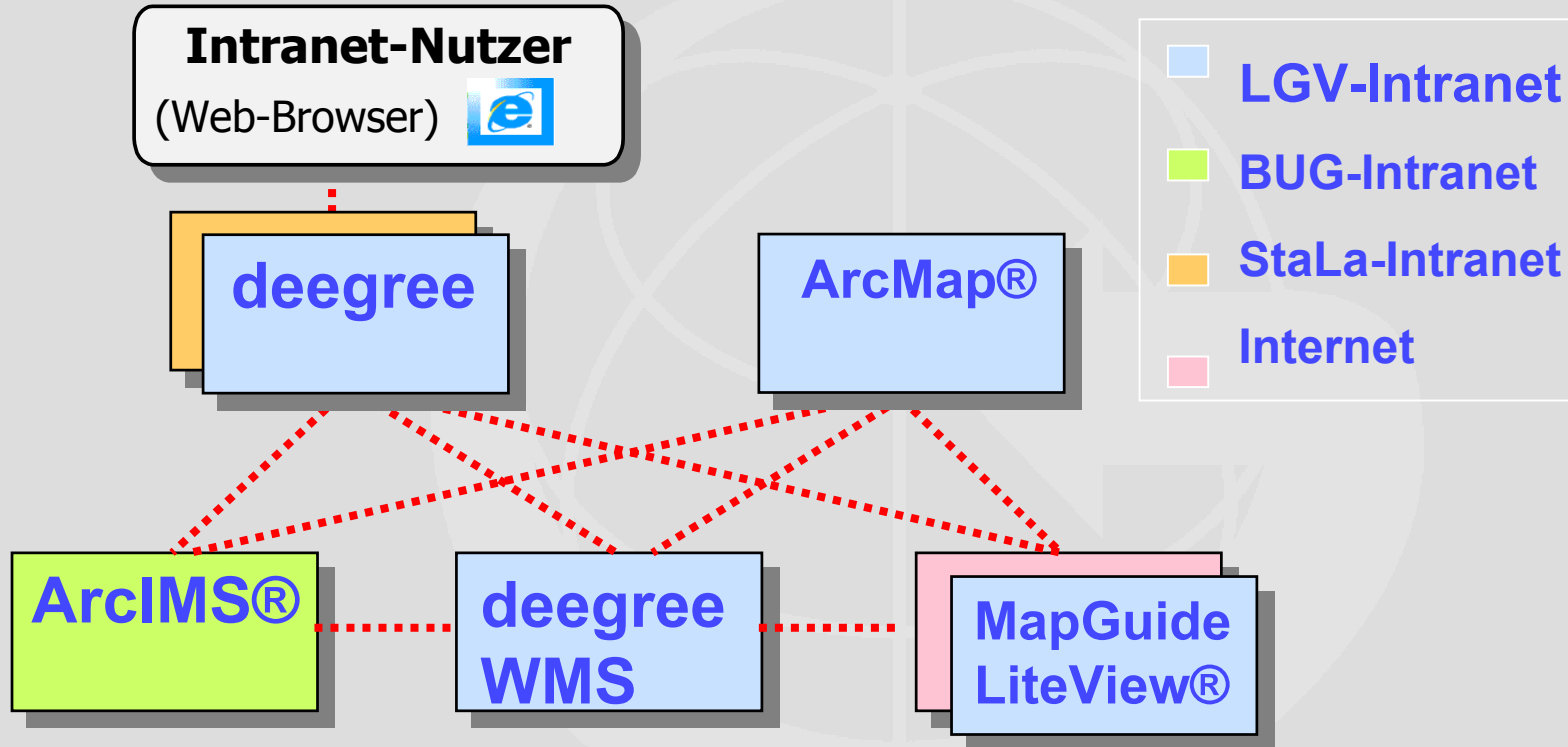 Intranet-Nutzer
(Web-Browser)
LGV-Intranet
BUG-Intranet
StaLa-Intranet
Internet
deegree
ArcMap®
ArcIMS®
deegree
WMS
MapGuide
LiteView®